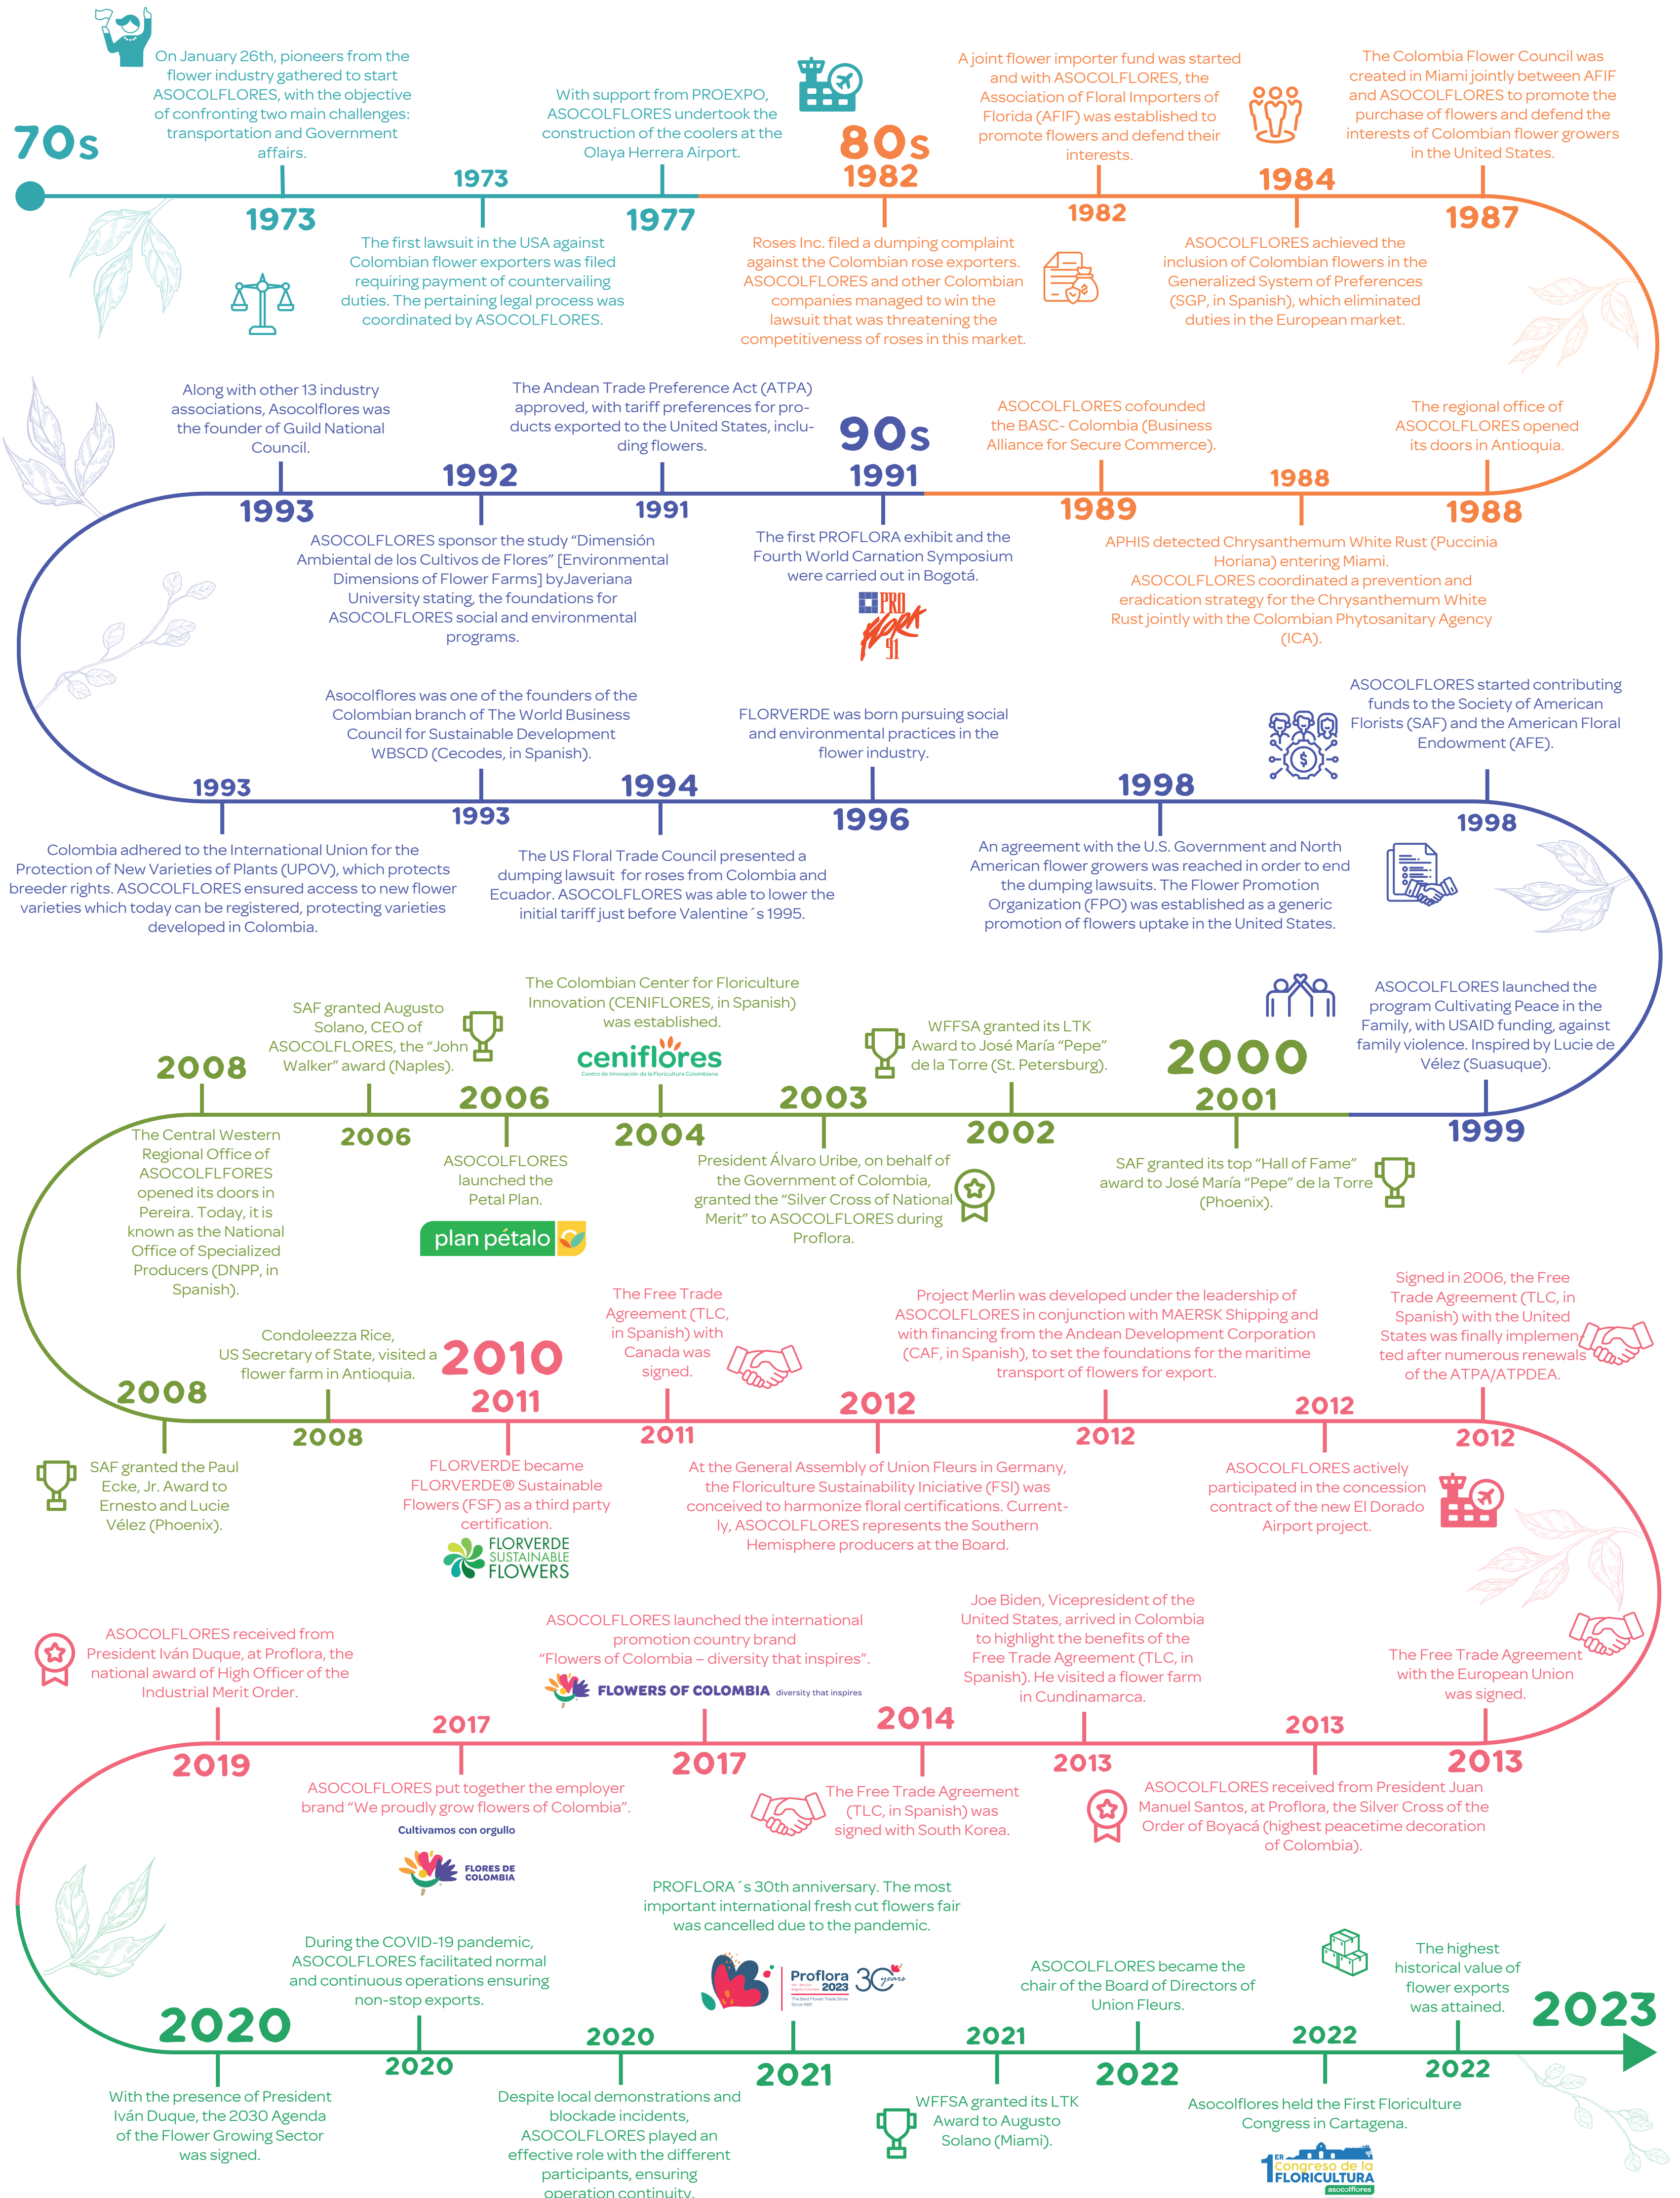 70s
On January 26th, pioneers from the
flower industry gathered to start
ASOCOLFLORES, with the objective
of confronting two main challenges:
transportation and Government
affairs.
1973
1973
The first lawsuit in the USA against
Colombian flower exporters was filed
requiring payment of countervailing
duties. The pertaining legal process was
coordinated by ASOCOLFLORES.
With support from PROEXPO,
ASOCOLFLORES undertook the
construction of the coolers at the
Olaya Herrera Airport.
1977
80s
1982
Roses Inc. filed a dumping complaint
against the Colombian rose exporters.
ASOCOLFLORES and other Colombian
companies managed to win the
lawsuit that was threatening the
competitiveness of roses in this market.
A joint flower importer fund was started
and with ASOCOLFLORES, the
Association of Floral Importers of
Florida (AFIF) was established to
promote flowers and defend their
interests.
1982
1984
ASOCOLFLORES achieved the
inclusion of Colombian flowers in the
Generalized System of Preferences
(SGP, in Spanish), which eliminated
duties in the European market.
The Colombia Flower Council was
created in Miami jointly between AFIF
and ASOCOLFLORES to promote the
purchase of flowers and defend the
interests of Colombian flower growers
in the United States.
1987
The regional office of
ASOCOLFLORES opened
its doors in Antioquia.
1988
1988
APHIS detected Chrysanthemum White Rust (Puccinia
Horiana) entering Miami.
ASOCOLFLORES coordinated a prevention and
eradication strategy for the Chrysanthemum White
Rust jointly with the Colombian Phytosanitary Agency
(ICA).
ASOCOLFLORES cofounded
the BASC- Colombia (Business
Alliance for Secure Commerce).
1989
90s
1991
The first PROFLORA exhibit and the
Fourth World Carnation Symposium
were carried out in Bogotá.
PRO
FLORA
91
The Andean Trade Preference Act (ATPA)
approved, with tariff preferences for pro-
ducts exported to the United States, inclu-
ding flowers.
1991
1992
ASOCOLFLORES sponsor the study “Dimensión
Ambiental de los Cultivos de Flores” [Environmental
Dimensions of Flower Farms] byJaveriana
University stating, the foundations for
ASOCOLFLORES social and environmental
programs.
Along with other 13 industry
associations, Asocolflores was
the founder of Guild National
Council.
1993
1993
Colombia adhered to the International Union for the
Protection of New Varieties of Plants (UPOV), which protects
breeder rights. ASOCOLFLORES ensured access to new flower
varieties which today can be registered, protecting varieties
developed in Colombia.
Asocolflores was one of the founders of the
Colombian branch of The World Business
Council for Sustainable Development
WBSCD (Cecodes, in Spanish).
1993
1994
The US Floral Trade Council presented a
dumping lawsuit for roses from Colombia and
Ecuador. ASOCOLFLORES was able to lower the
initial tariff just before Valentine´s 1995.
FLORVERDE was born pursuing social
and environmental practices in the
flower industry.
1996
1998
An agreement with the U.S. Government and North
American flower growers was reached in order to end
the dumping lawsuits. The Flower Promotion
Organization (FPO) was established as a generic
promotion of flowers uptake in the United States.
ASOCOLFLORES started contributing
funds to the Society of American
Florists (SAF) and the American Floral
Endowment (AFE).
1998
ASOCOLFLORES launched the
program Cultivating Peace in the
Family, with USAID funding, against
family violence. Inspired by Lucie de
Vélez (Suasuque).
1999
2000
2001
SAF granted its top “Hall of Fame”
award to José María “Pepe” de la Torre
(Phoenix).
WFFSA granted its LTK
Award to José María “Pepe”
de la Torre (St. Petersburg).
2002
2003
President Álvaro Uribe, on behalf of
the Government of Colombia,
granted the “Silver Cross of National
Merit” to ASOCOLFLORES during
Proflora.
The Colombian Center for Floriculture
Innovation (CENIFLORES, in Spanish)
was established.
ceniflores
Centro de Innovación de la Floricultura Colombiana
2004
2006
ASOCOLFLORES
launched the
Petal Plan.
plan pétalo
SAF granted Augusto
Solano, CEO of
ASOCOLFLORES, the “John
Walker” award (Naples).
2006
2008
The Central Western
Regional Office of
ASOCOLFLFORES
opened its doors in
Pereira. Today, it is
known as the National
Office of Specialized
Producers (DNPP, in
Spanish).
2008
SAF granted the Paul
Ecke, Jr. Award to
Ernesto and Lucie
Vélez (Phoenix).
Condoleezza Rice,
US Secretary of State, visited a
flower farm in Antioquia.
2008
2010
2011
FLORVERDE became
FLORVERDE® Sustainable
Flowers (FSF) as a third party
certification.
FLORVERDE
SUSTAINABLE
FLOWERS
The Free Trade
Agreement (TLC,
in Spanish) with
Canada was
signed.
2011
2012
At the General Assembly of Union Fleurs in Germany,
the Floriculture Sustainability Iniciative (FSI) was
conceived to harmonize floral certifications. Current-
ly, ASOCOLFLORES represents the Southern
Hemisphere producers at the Board.
Project Merlin was developed under the leadership of
ASOCOLFLORES in conjunction with MAERSK Shipping and
with financing from the Andean Development Corporation
(CAF, in Spanish), to set the foundations for the maritime
transport of flowers for export.
2012
2012
ASOCOLFLORES actively
participated in the concession
contract of the new El Dorado
Airport project.
Signed in 2006, the Free
Trade Agreement (TLC, in
Spanish) with the United
States was finally implemen-
ted after numerous renewals
of the ATPA/ATPDEA.
2012
The Free Trade Agreement
with the European Union
was signed.
2013
2013
ASOCOLFLORES received from President Juan
Manuel Santos, at Proflora, the Silver Cross of the
Order of Boyacá (highest peacetime decoration
of Colombia).
Joe Biden, Vicepresident of the
United States, arrived in Colombia
to highlight the benefits of the
Free Trade Agreement (TLC, in
Spanish). He visited a flower farm
in Cundinamarca.
2013
2014
The Free Trade Agreement
(TLC, in Spanish) was
signed with South Korea.
ASOCOLFLORES launched the international
promotion country brand
“Flowers of Colombia – diversity that inspires”.
FLOWERS OF COLOMBIA diversity that inspires
2017
2017
ASOCOLFLORES put together the employer
brand “We proudly grow flowers of Colombia”.
Cultivamos con orgullo
FLORES DE
COLOMBIA
ASOCOLFLORES received from
President Iván Duque, at Proflora, the
national award of High Officer of the
Industrial Merit Order.
2019
2020
With the presence of President
Iván Duque, the 2030 Agenda
of the Flower Growing Sector
was signed.
During the COVID-19 pandemic,
ASOCOLFLORES facilitated normal
and continuous operations ensuring
non-stop exports.
2020
2020
Despite local demonstrations and
blockade incidents,
ASOCOLFLORES played an
effective role with the different
participants, ensuring
operation continuity.
PROFLORA´s 30th anniversary. The most
important international fresh cut flowers fair
was cancelled due to the pandemic.
Proflora
2023
The Best Flower Trade Show
Since 1991
30 years
2021
2021
WFFSA granted its LTK
Award to Augusto
Solano (Miami).
ASOCOLFLORES became the
chair of the Board of Directors of
Union Fleurs.
2022
2022
Asocolflores held the First Floriculture
Congress in Cartagena.
1ER
Congreso de la
FLORICULTURA
asocolflores
The highest
historical value of
flower exports
was attained.
2022
2023